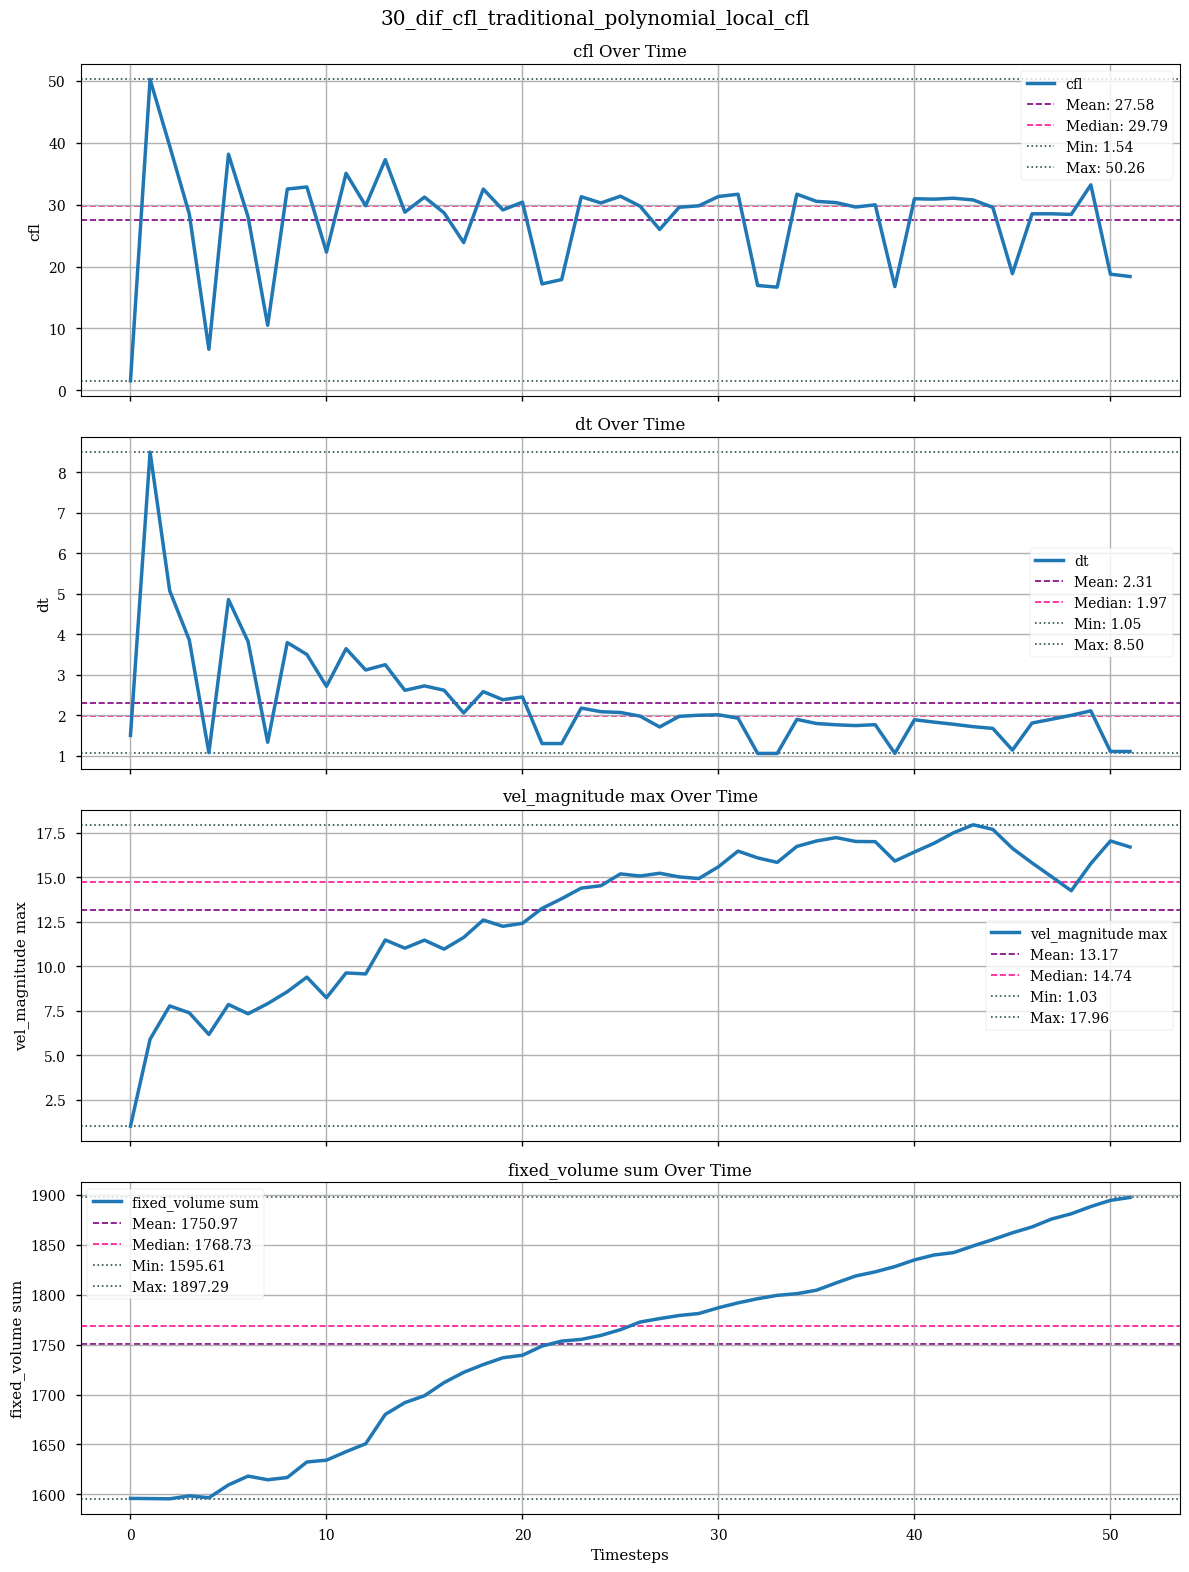 30_dif_cfl_traditional_polynomial_local_cfl
cfl Over Time
cfl
50
40
30
20
10
0
cfl
Mean: 27.58
Median: 29.79
Min: 1.54
Max: 50.26
dt Over Time
dt
8
7
6
5
4
3
2
1
dt
Mean: 2.31
Median: 1.97
Min: 1.05
Max: 8.50
vel_magnitude max Over Time
vel_magnitude max
17.5
15.0
12.5
10.0
7.5
5.0
2.5
vel_magnitude max
Mean: 13.17
Median: 14.74
Min: 1.03
Max: 17.96
fixed_volume sum Over Time
fixed_volume sum
1900
1850
1800
1750
1700
1650
1600
fixed_volume sum
Mean: 1750.97
Median: 1768.73
Min: 1595.61
Max: 1897.29
0 10 20 30 40 50
Timesteps